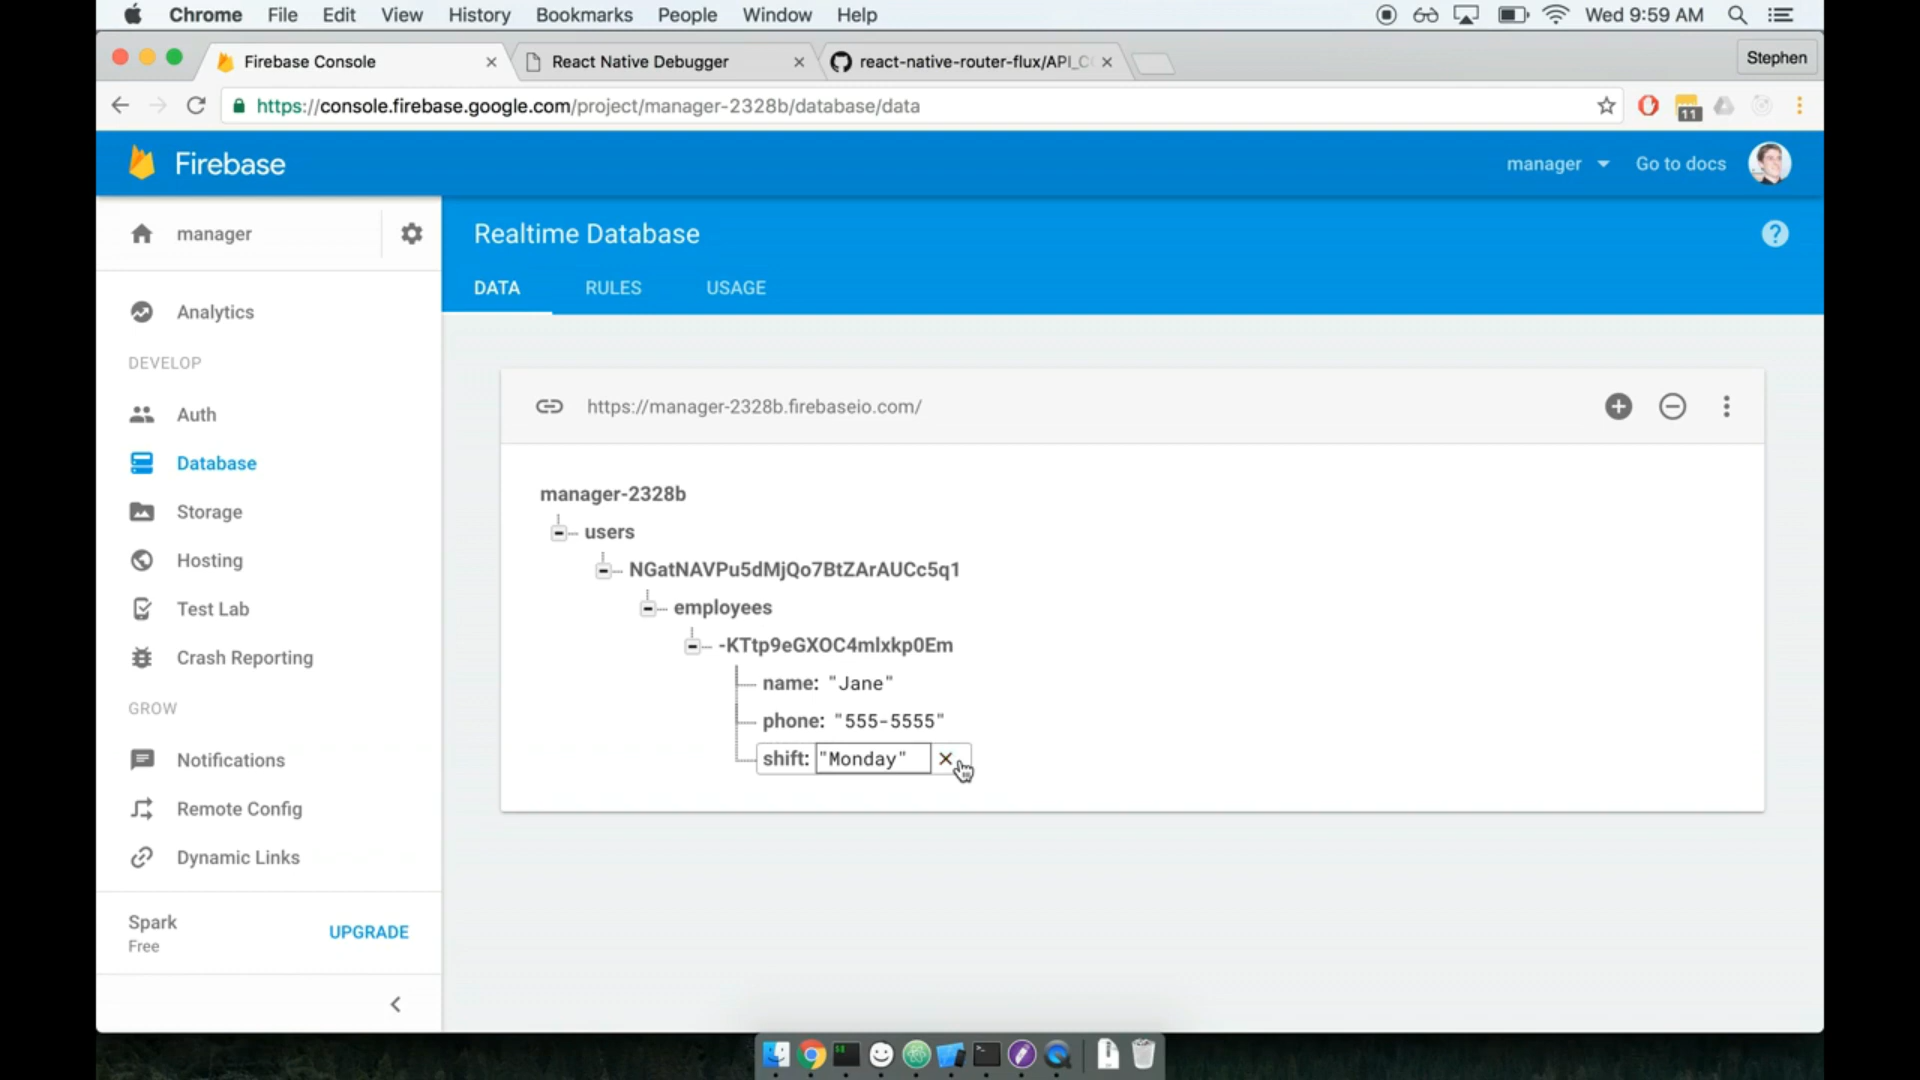 Chrome File Edit View History Bookmarks People Window Help Wed 9:59 AM
Firebase Console React Native Debugger react-native-router-flux/API_C Stephen
https://console.firebase.google.com/project/manager-2328b/database/data 11
Firebase manager Go to docs
manager
Realtime Database ?
DATA RULES USAGE
Analytics
DEVELOP
Auth
Database
Storage
Hosting
Test Lab
Crash Reporting
GROW
Notifications
Remote Config
Dynamic Links
Spark
Free
UPGRADE
https://manager-2328b.firebaseio.com/
manager-2328b
users
NGatNAVPu5dMjQo7BtZArAUCc5q1
employees
-KTtp9eGXOC4mlxkp0Em
name: "Jane"
phone: "555-5555"
shift: "Monday"